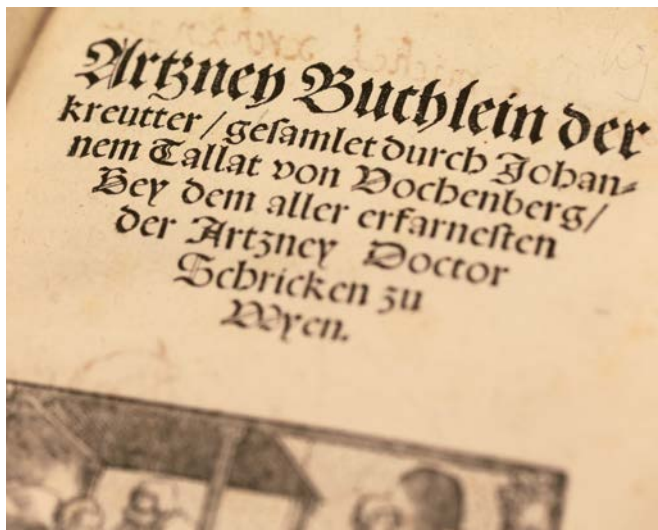 Artzney Buchlein der
kreutter / gesamlet durch Johan⸗
nem Tallat von Vochenberg /
Bey dem aller erfarnesten
der Artzney Doctor
Schricken zu
Wyen.